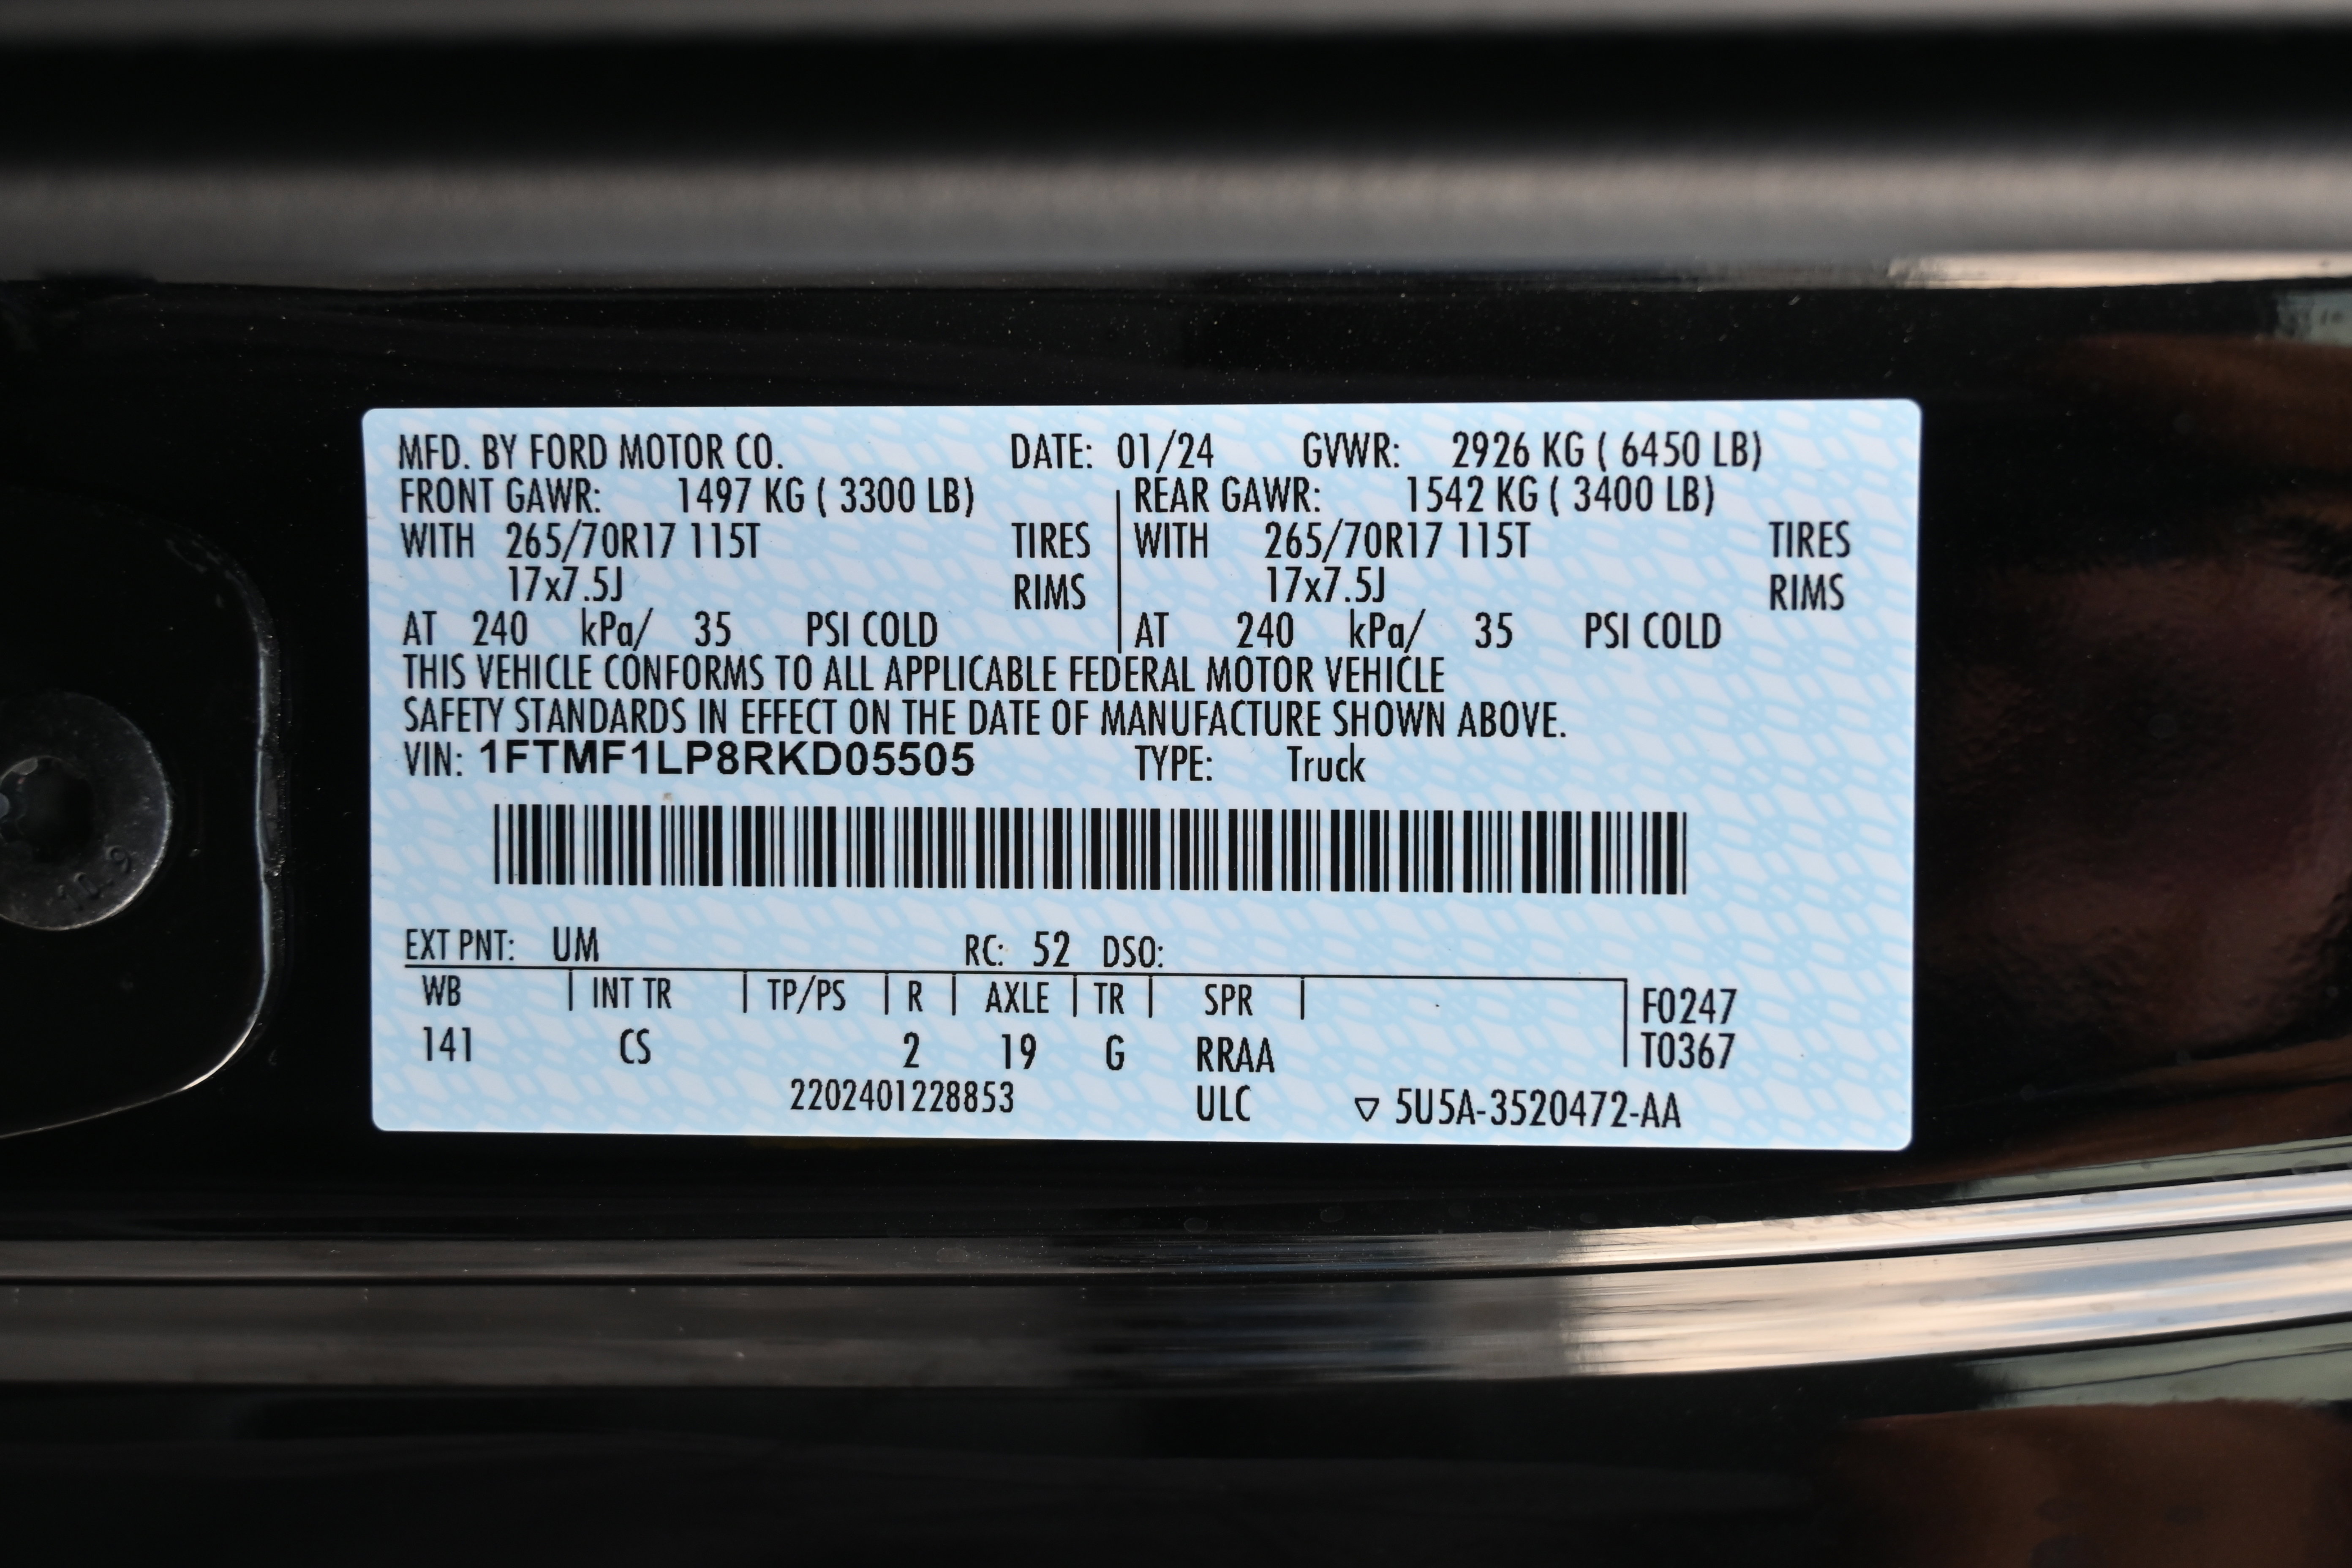 MFD. BY FORD MOTOR CO. DATE: 01/24 GVWR: 2926 KG ( 6450 LB)
FRONT GAWR: 1497 KG ( 3300 LB) REAR GAWR: 1542 KG ( 3400 LB)
WITH 265/70R17 115T TIRES WITH 265/70R17 115T TIRES
17x7.5J RIMS 17x7.5J RIMS
AT 240 kPa/ 35 PSI COLD AT 240 kPa/ 35 PSI COLD
THIS VEHICLE CONFORMS TO ALL APPLICABLE FEDERAL MOTOR VEHICLE
SAFETY STANDARDS IN EFFECT ON THE DATE OF MANUFACTURE SHOWN ABOVE.
VIN: 1FTMF1LP8RKD05505 TYPE: Truck
EXT PNT: UM RC: 52 DSO:
WB INT TR TP/PS R AXLE TR SPR F0247
141 CS 2 19 G RRAA T0367
2202401228853 ULC ▽ 5U5A-3520472-AA
10.9